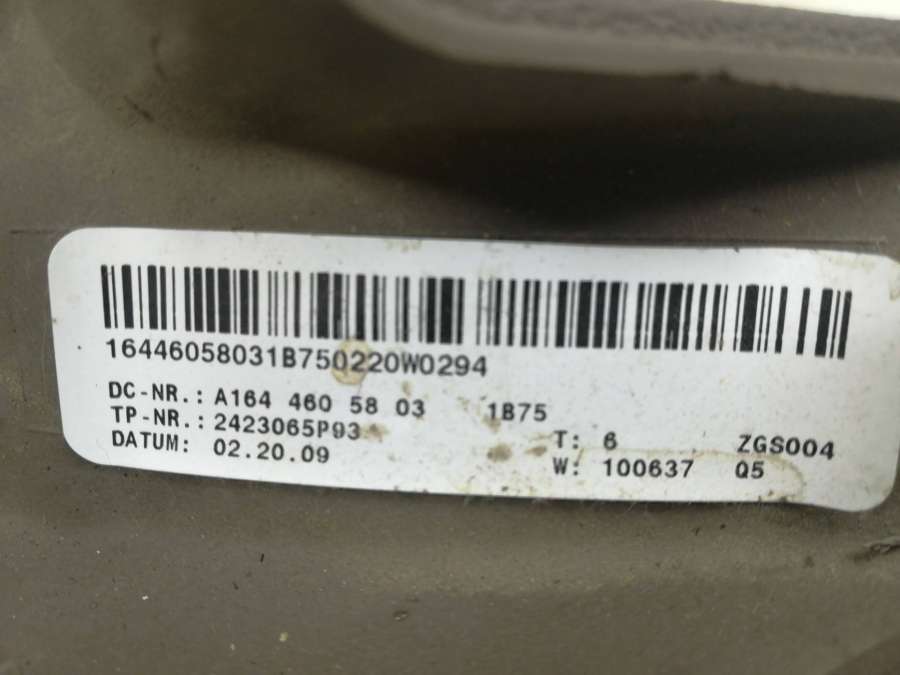 16446058031B750220W0294
DC-NR.: A164 460 58 03 1B75
TP-NR.: 2423065P93
T: 6 ZGS004
DATUM: 02.20.09
W: 100637 Q5